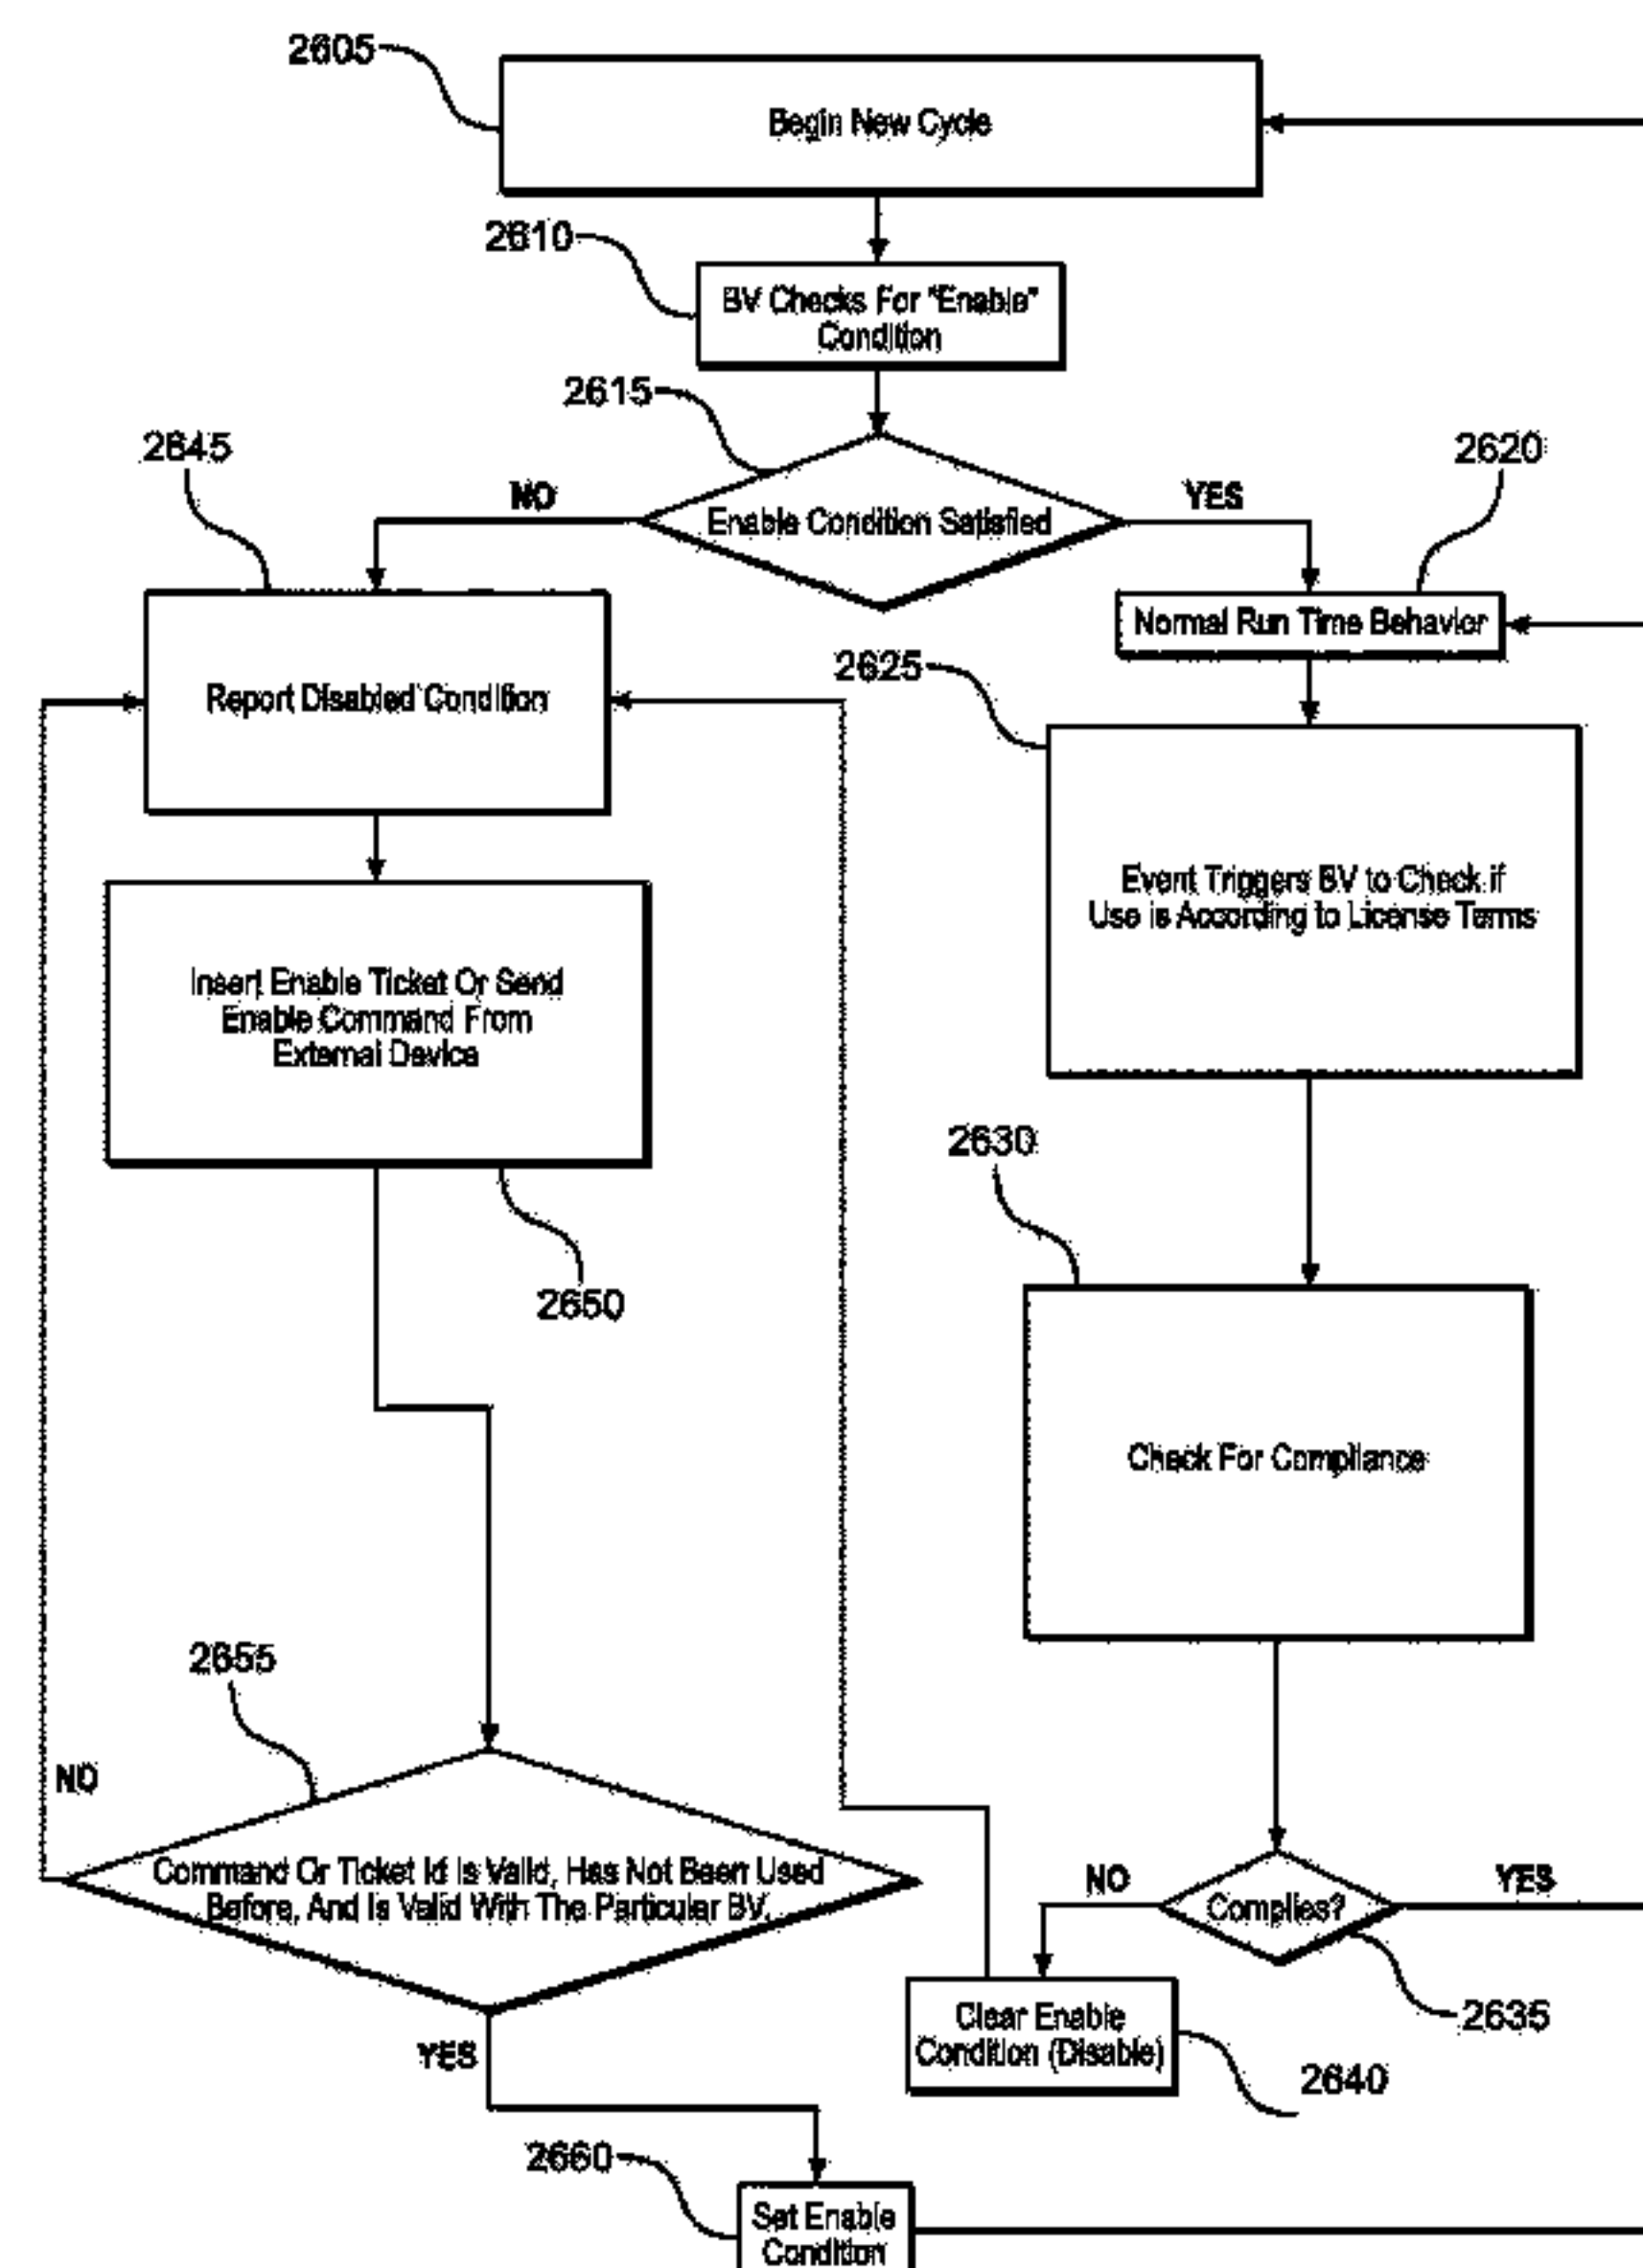 2605
Begin New Cycle
2610
BV Checks For "Enable"
Condition
2615
2645
2620
NO
YES
Enable Condition Satisfied
Normal Run Time Behavior
2625
Report Disabled Condition
Event Triggers BV to Check if
Use is According to License Terms
Insert Enable Ticket Or Send
Enable Command From
External Device
2630
2650
Check For Compliance
2655
NO
Command Or Ticket Id Is Valid, Has Not Been Used
Before, And Is Valid With The Particular BV.
NO
YES
Complies?
2635
Clear Enable
Condition (Disable)
2640
YES
2660
Set Enable
Condition